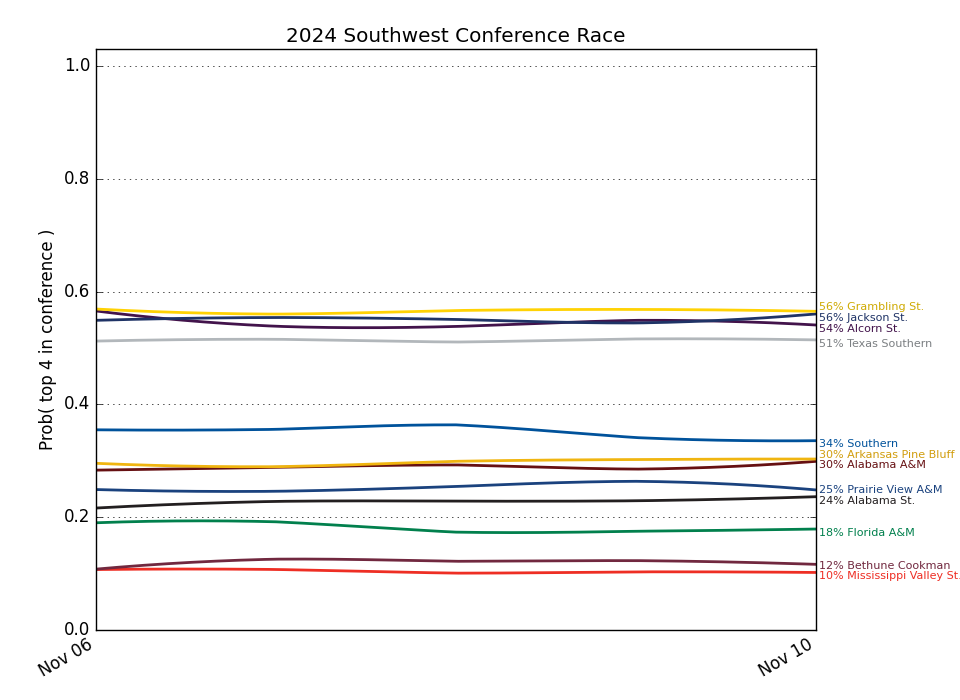 2024 Southwest Conference Race
Prob( top 4 in conference )
1.0
0.8
0.6
0.4
0.2
0.0
Nov 06
Nov 10
56% Grambling St.
56% Jackson St.
54% Alcorn St.
51% Texas Southern
34% Southern
30% Arkansas Pine Bluff
30% Alabama A&M
25% Prairie View A&M
24% Alabama St.
18% Florida A&M
12% Bethune Cookman
10% Mississippi Valley St.